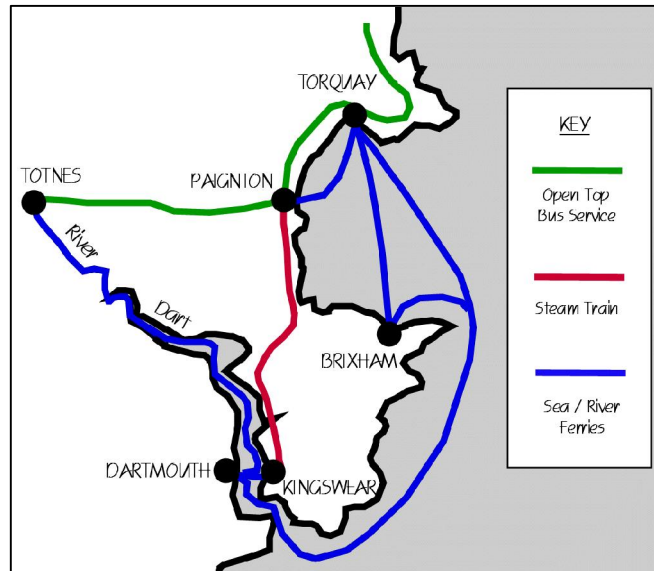 TORQUAY
KEY
TOTNES
PAIGNION
Open Top
Bus Service
River
Dart
Steam Train
BRIXHAM
Sea / River
Ferries
DARTMOUTH
KINGSWEAR